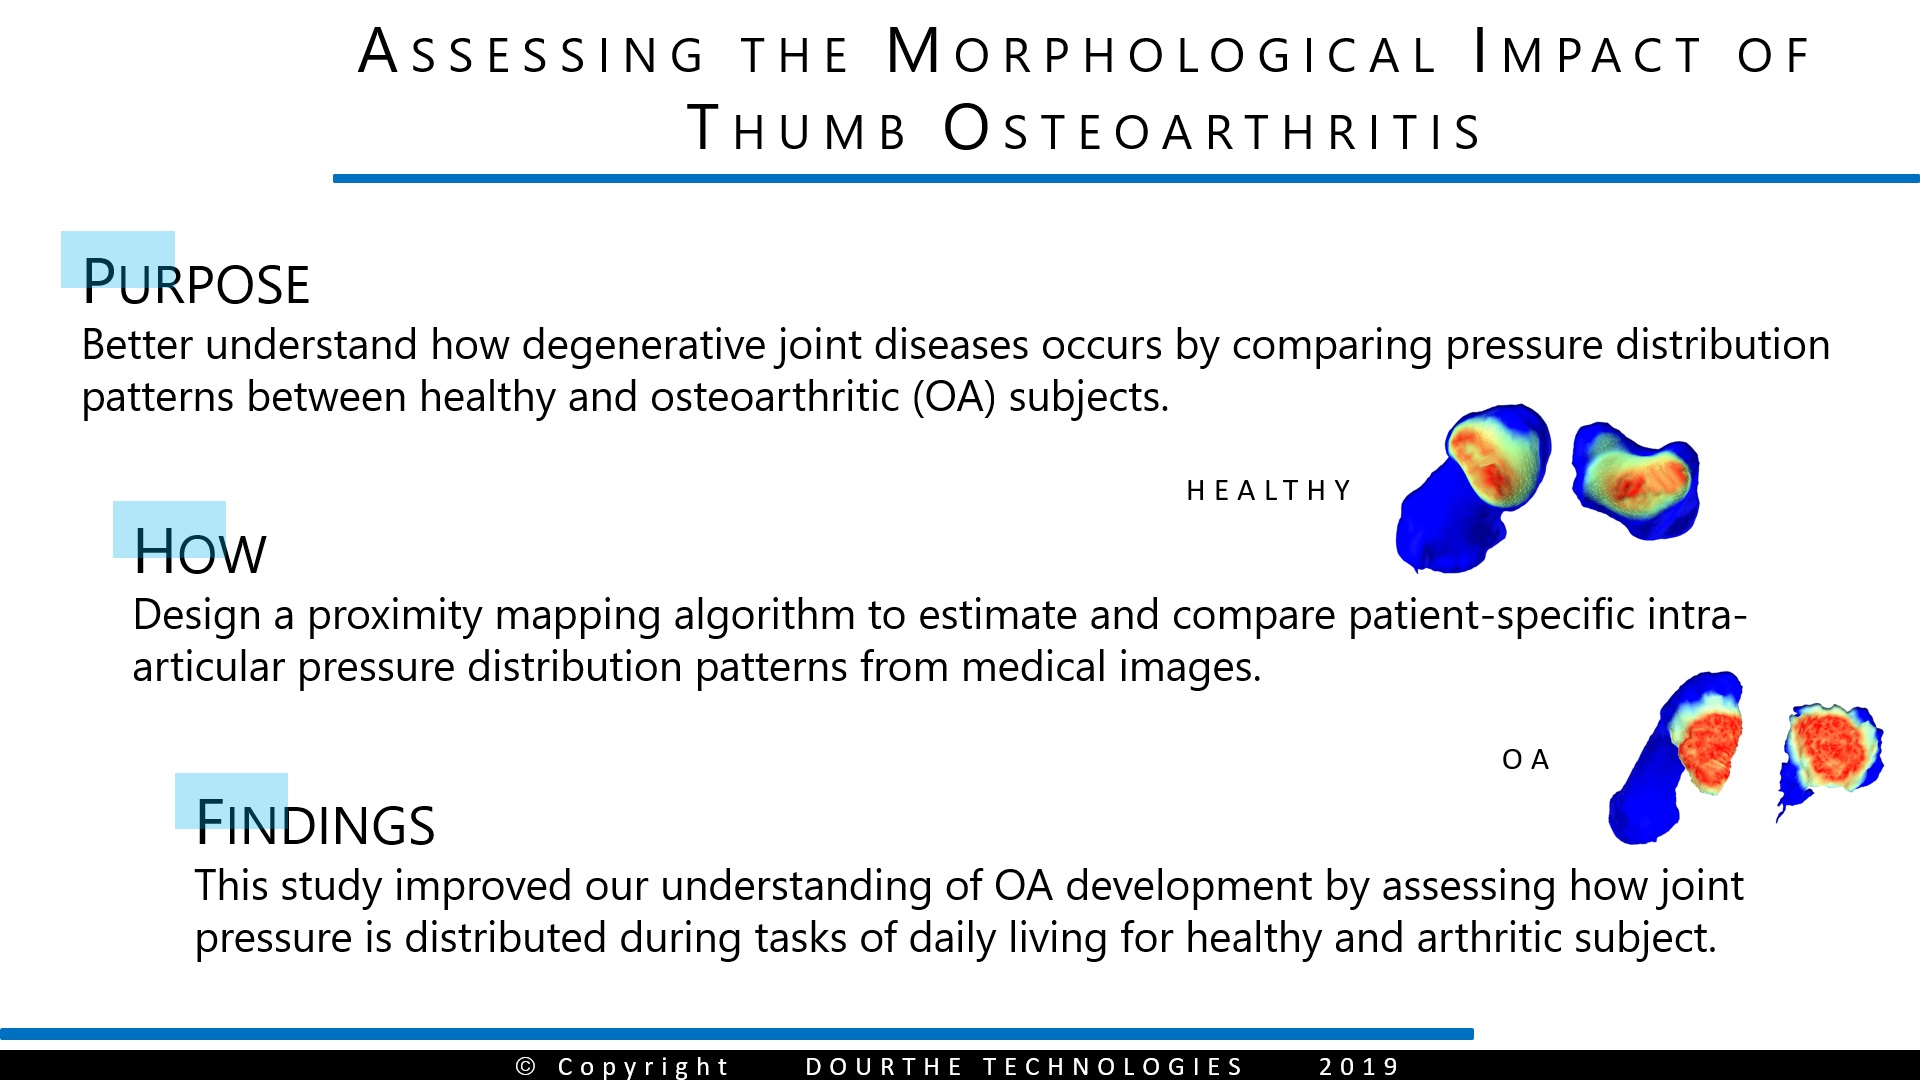 Assessing the Morphological Impact of
Thumb Osteoarthritis
Purpose
Better understand how degenerative joint diseases occurs by comparing pressure distribution
patterns between healthy and osteoarthritic (OA) subjects.
HEALTHY
How
Design a proximity mapping algorithm to estimate and compare patient-specific intra-
articular pressure distribution patterns from medical images.
OA
Findings
This study improved our understanding of OA development by assessing how joint
pressure is distributed during tasks of daily living for healthy and arthritic subject.
© Copyright DOURTHE TECHNOLOGIES 2019